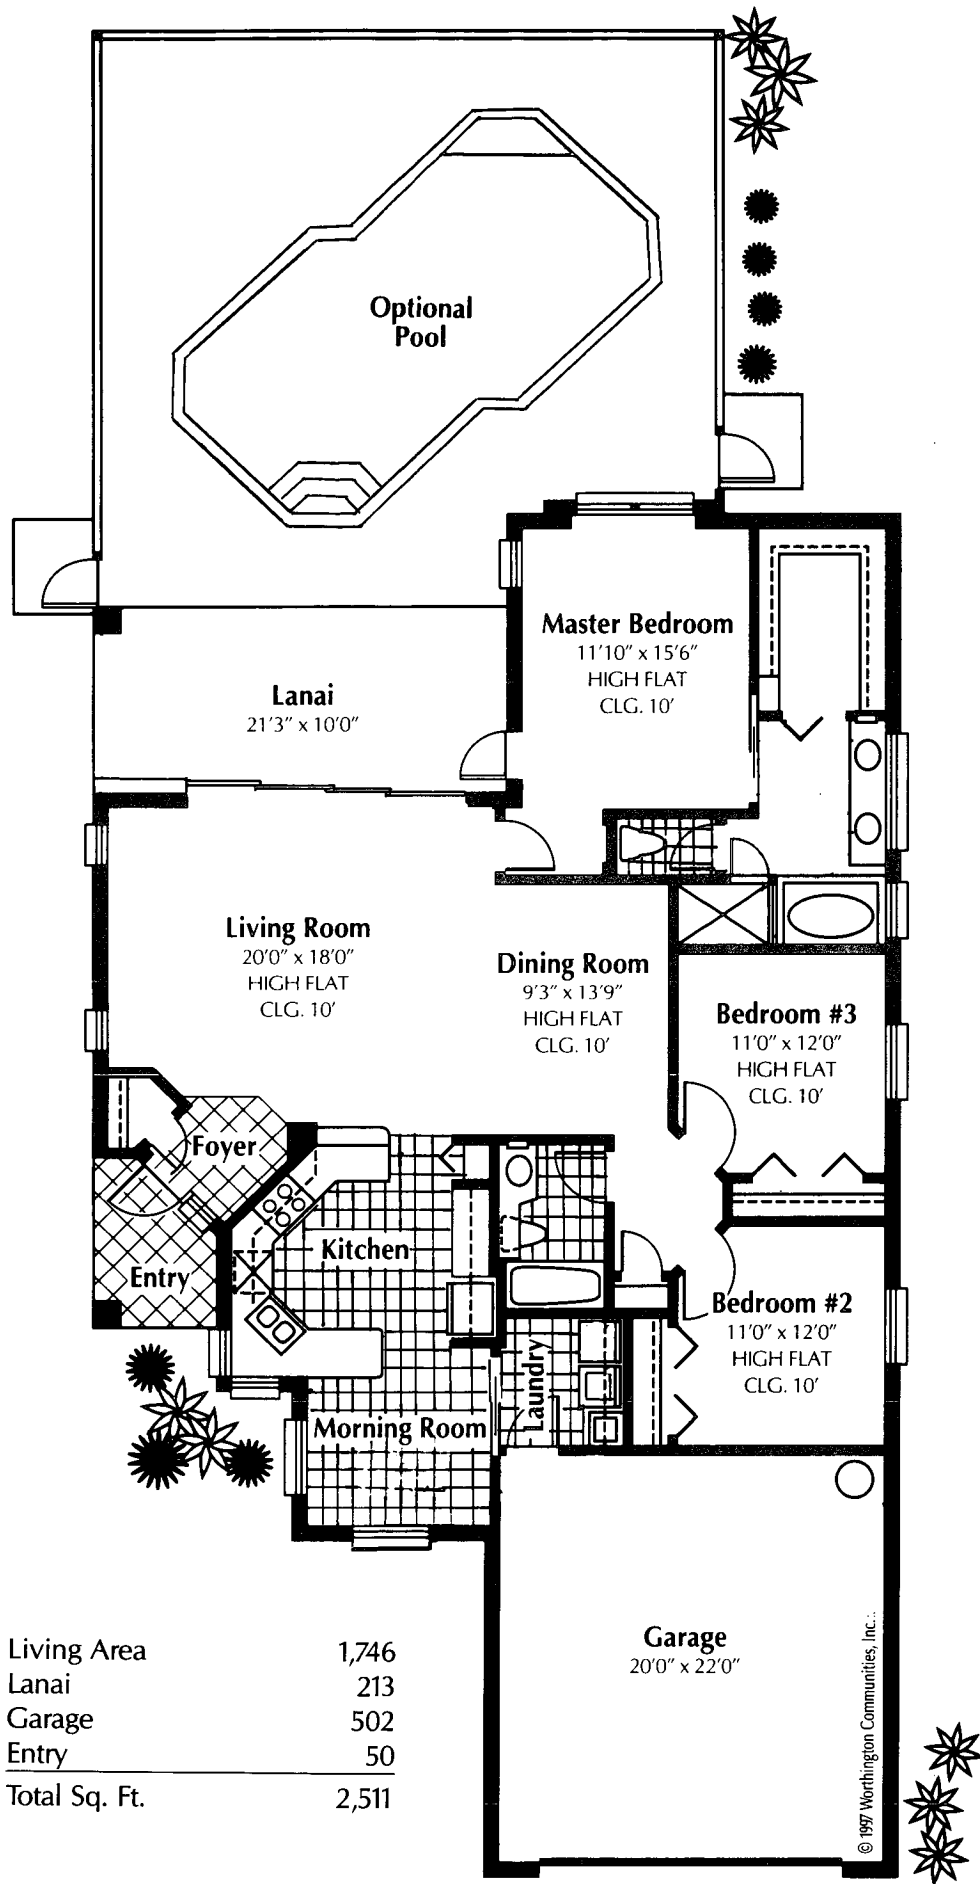 Optional
Pool
Master Bedroom
11'10" x 15'6"
HIGH FLAT
CLG. 10'
Lanai
21'3" x 10'0"
Living Room
20'0" x 18'0"
HIGH FLAT
CLG. 10'
Dining Room
9'3" x 13'9"
HIGH FLAT
CLG. 10'
Bedroom #3
11'0" x 12'0"
HIGH FLAT
CLG. 10'
Foyer
Kitchen
Entry
Bedroom #2
11'0" x 12'0"
HIGH FLAT
CLG. 10'
Laundry
Morning Room
Garage
20'0" x 22'0"
© 1997 Worthington Communities, Inc.
Living Area 1,746
Lanai 213
Garage 502
Entry 50
Total Sq. Ft. 2,511